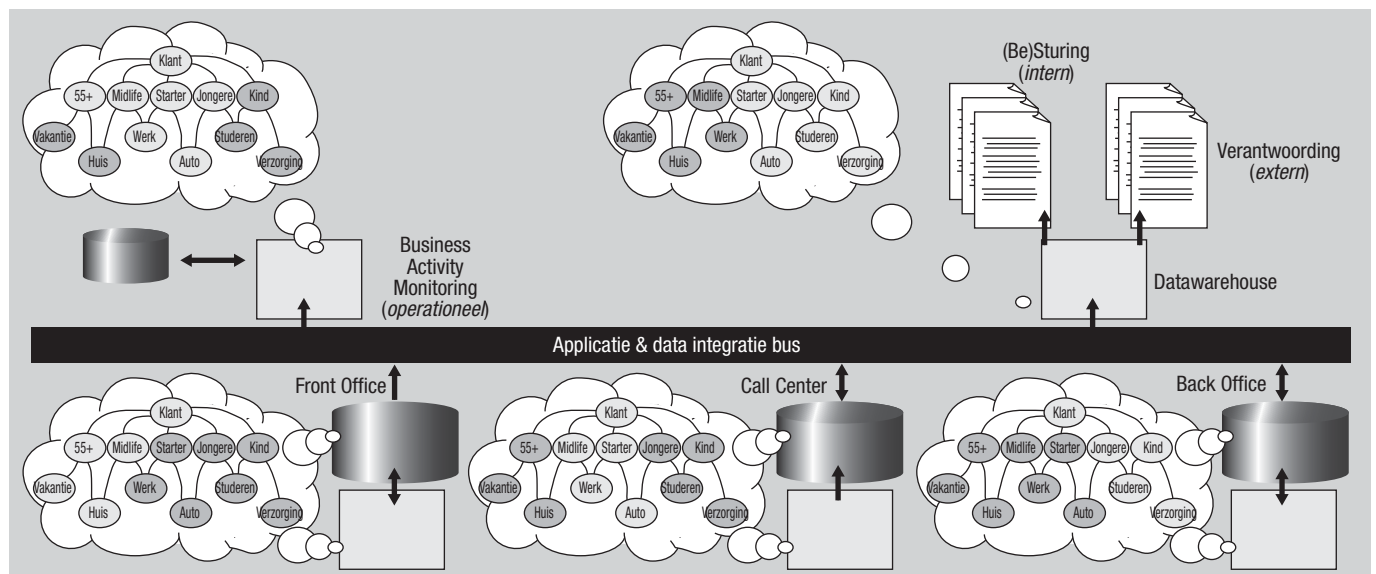 Klant
55+ Midlife Starter Jongere Kind
Vakantie Werk Studeren
Huis Auto Verzorging
Klant
55+ Midlife Starter Jongere Kind
Vakantie Werk Studeren
Huis Auto Verzorging
(Be)Sturing
(intern)
Verantwoording
(extern)
Business
Activity
Monitoring
(operationeel)
Datawarehouse
Applicatie & data integratie bus
Front Office
Klant
55+ Midlife Starter Jongere Kind
Vakantie Werk Studeren
Huis Auto Verzorging
Call Center
Klant
55+ Midlife Starter Jongere Kind
Vakantie Werk Studeren
Huis Auto Verzorging
Back Office
Klant
55+ Midlife Starter Jongere Kind
Vakantie Werk Studeren
Huis Auto Verzorging